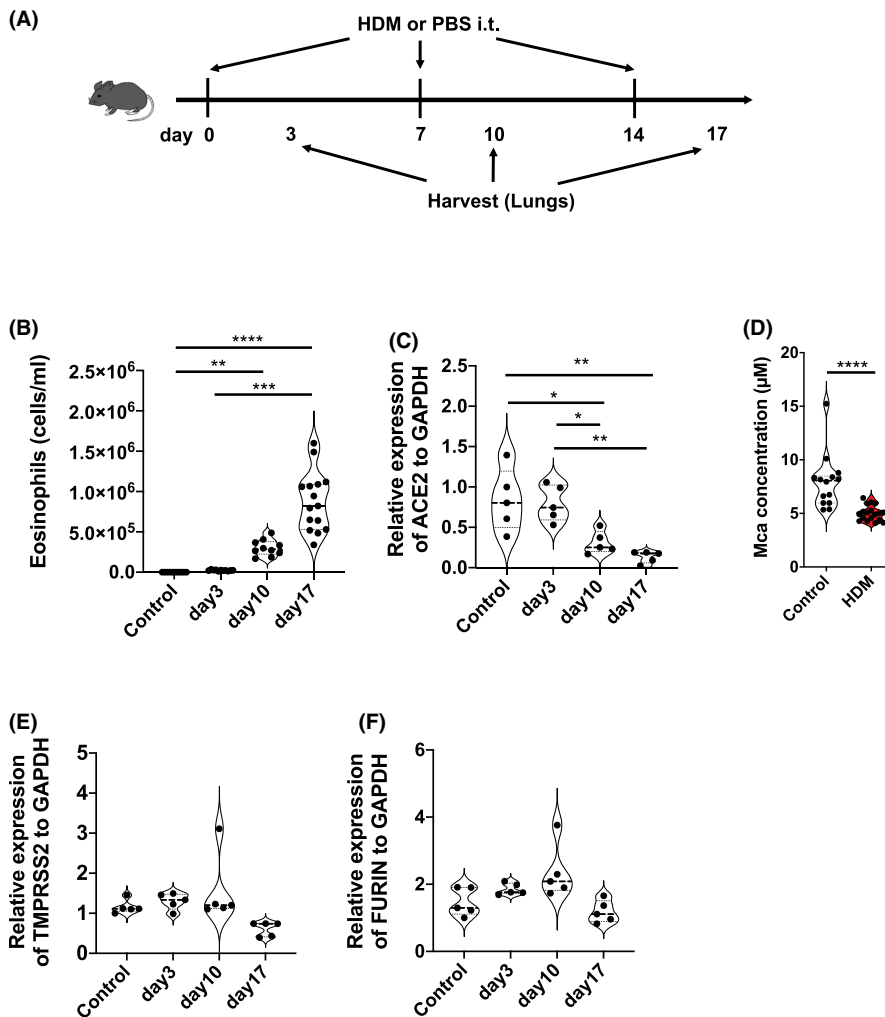 (A)
HDM or PBS i.t.
day 0 3 7 10 14 17
Harvest (Lungs)
(B)
Eosinophils (cells/ml)
2.5×10⁶
2.0×10⁶
1.5×10⁶
1.0×10⁶
5.0×10⁵
0.0
****
**
***
Control day3 day10 day17
(C)
Relative expression
of ACE2 to GAPDH
2.5
2.0
1.5
1.0
0.5
0.0
**
*
*
**
Control day3 day10 day17
(D)
Mca concentration (µM)
20
15
10
5
0
****
Control HDM
(E)
Relative expression
of TMPRSS2 to GAPDH
5
4
3
2
1
0
Control day3 day10 day17
(F)
Relative expression
of FURIN to GAPDH
6
4
2
0
Control day3 day10 day17